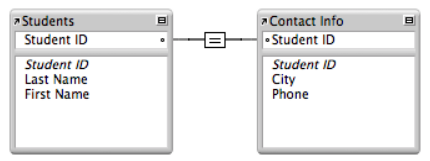 Students
Student ID
Student ID
Last Name
First Name
=
Contact Info
Student ID
Student ID
City
Phone